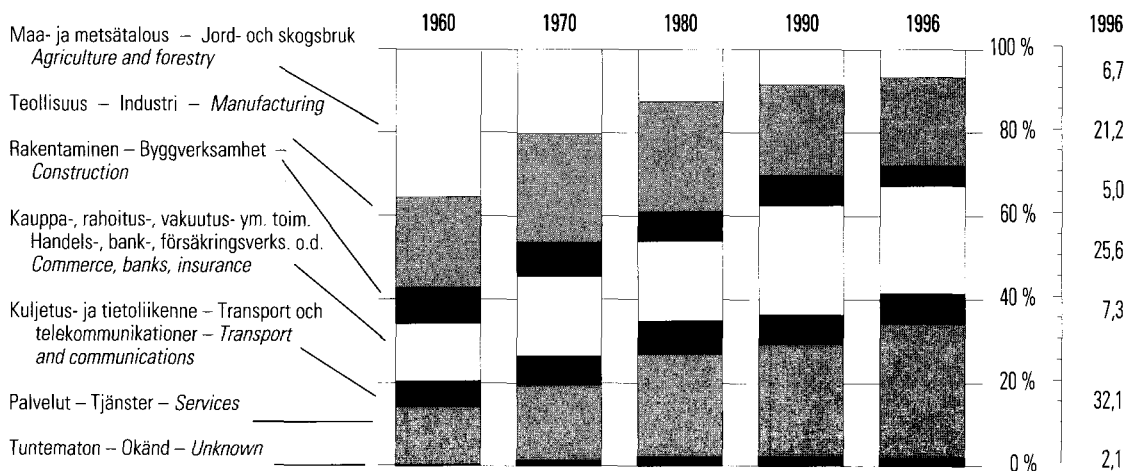 1960 1970 1980 1990 1996 1996
Maa- ja metsätalous – Jord- och skogsbruk
Agriculture and forestry
Teollisuus – Industri – Manufacturing
Rakentaminen – Byggverksamhet –
Construction
Kauppa-, rahoitus-, vakuutus- ym. toim.
Handels-, bank-, försäkringsverks. o.d.
Commerce, banks, insurance
Kuljetus- ja tietoliikenne – Transport och
telekommunikationer – Transport
and communications
Palvelut – Tjänster – Services
Tuntematon – Okänd – Unknown
100 %
80 %
60 %
40 %
20 %
0 %
6,7
21,2
5,0
25,6
7,3
32,1
2,1